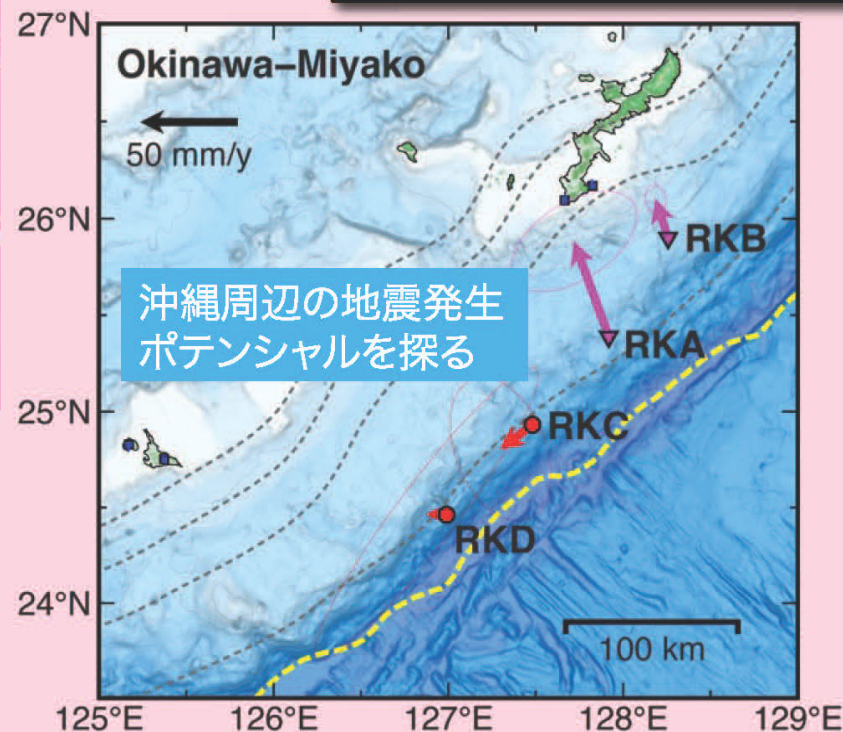 27°N
Okinawa–Miyako
50 mm/y
26°N
RKB
沖縄周辺の地震発生
ポテンシャルを探る
RKA
25°N
RKC
RKD
24°N
100 km
125°E
126°E
127°E
128°E
129°E